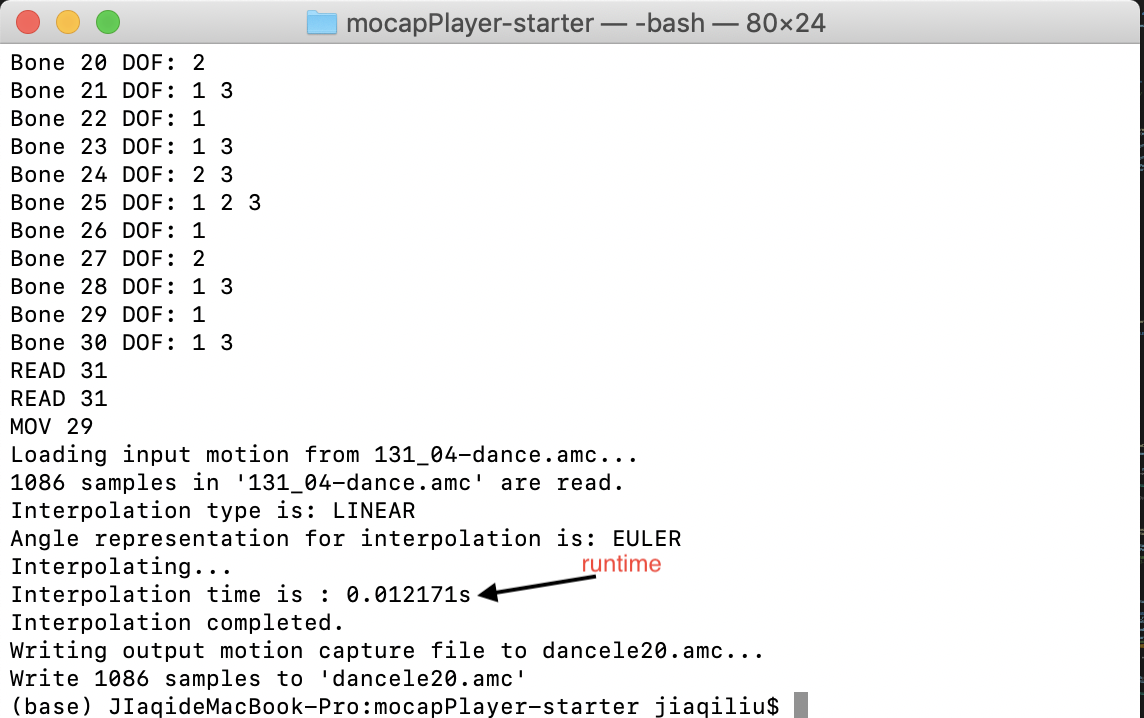 mocapPlayer-starter — -bash — 80×24
Bone 20 DOF: 2
Bone 21 DOF: 1 3
Bone 22 DOF: 1
Bone 23 DOF: 1 3
Bone 24 DOF: 2 3
Bone 25 DOF: 1 2 3
Bone 26 DOF: 1
Bone 27 DOF: 2
Bone 28 DOF: 1 3
Bone 29 DOF: 1
Bone 30 DOF: 1 3
READ 31
READ 31
MOV 29
Loading input motion from 131_04-dance.amc...
1086 samples in '131_04-dance.amc' are read.
Interpolation type is: LINEAR
Angle representation for interpolation is: EULER
Interpolating...
runtime
Interpolation time is : 0.012171s
Interpolation completed.
Writing output motion capture file to dancele20.amc...
Write 1086 samples to 'dancele20.amc'
(base) JIaqideMacBook-Pro:mocapPlayer-starter jiaqiliu$